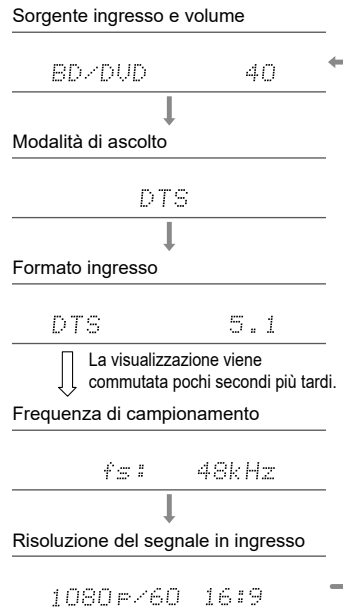 Sorgente ingresso e volume
BD/DVD 40
Modalità di ascolto
DTS
Formato ingresso
DTS 5.1
La visualizzazione viene
commutata pochi secondi più tardi.
Frequenza di campionamento
fs: 48kHz
Risoluzione del segnale in ingresso
1080p/60 16:9